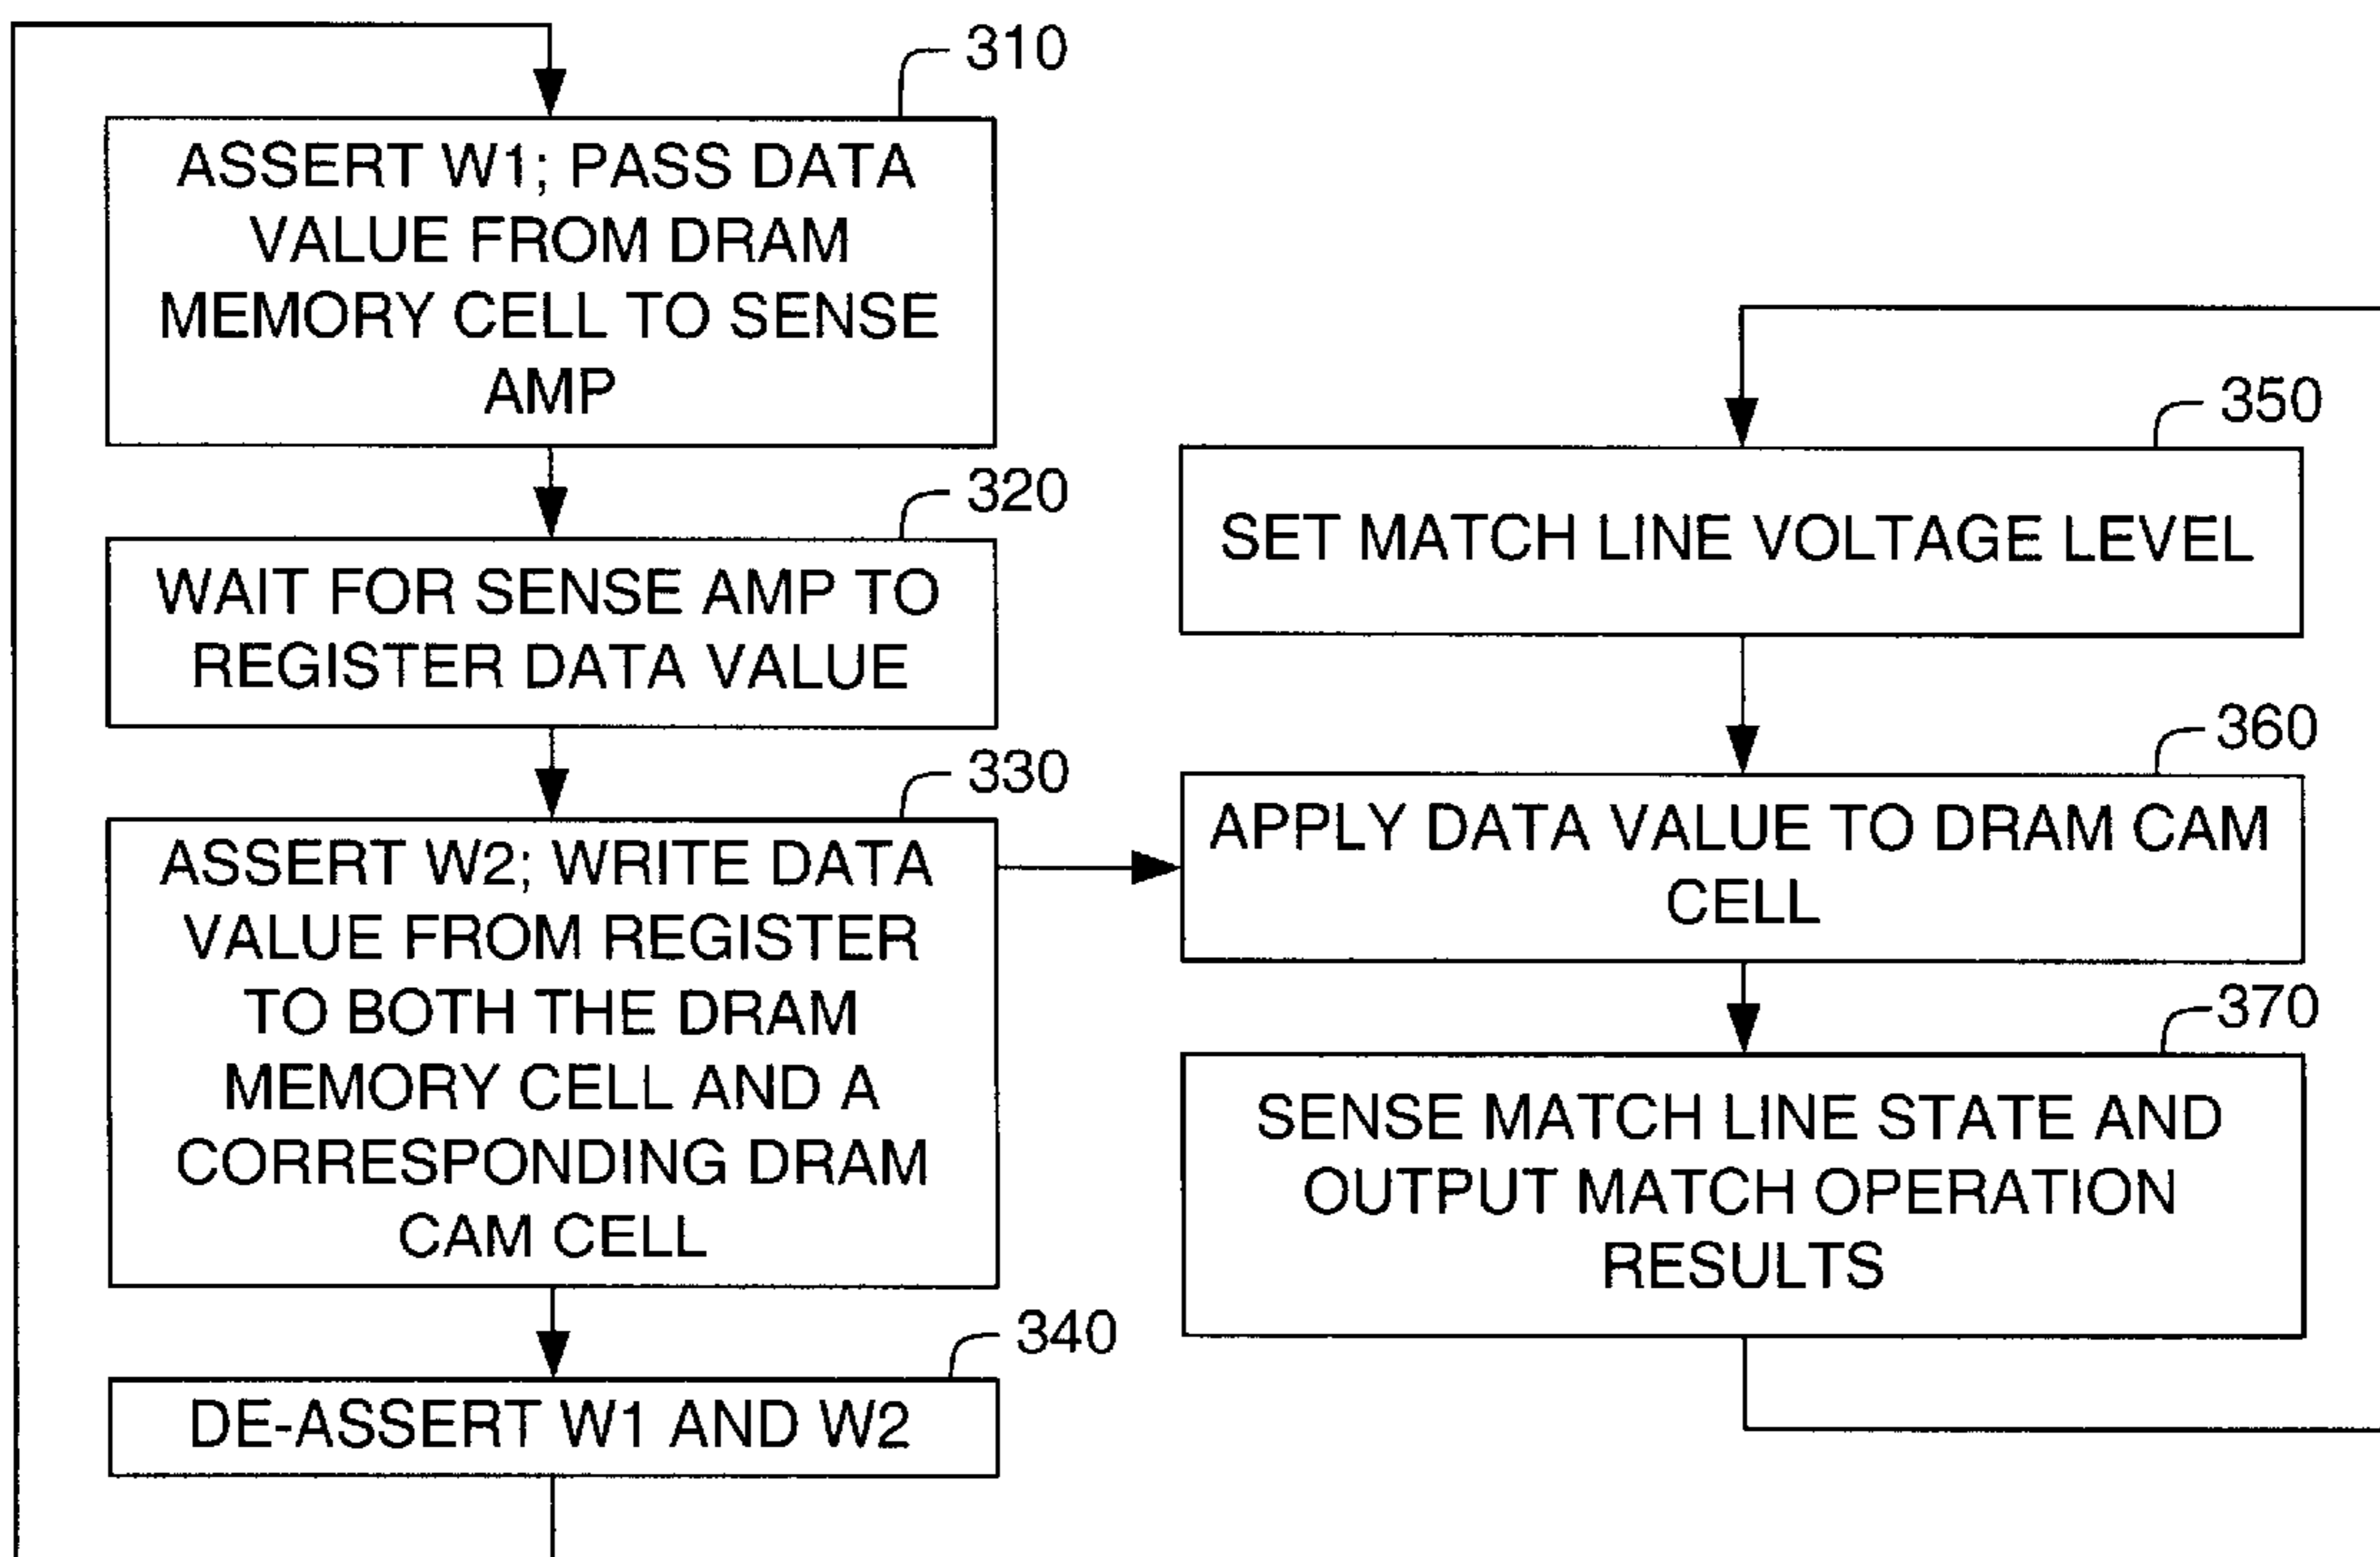 310
ASSERT W1; PASS DATA
VALUE FROM DRAM
MEMORY CELL TO SENSE
AMP
320
WAIT FOR SENSE AMP TO
REGISTER DATA VALUE
330
ASSERT W2; WRITE DATA
VALUE FROM REGISTER
TO BOTH THE DRAM
MEMORY CELL AND A
CORRESPONDING DRAM
CAM CELL
340
DE-ASSERT W1 AND W2
350
SET MATCH LINE VOLTAGE LEVEL
360
APPLY DATA VALUE TO DRAM CAM
CELL
370
SENSE MATCH LINE STATE AND
OUTPUT MATCH OPERATION
RESULTS